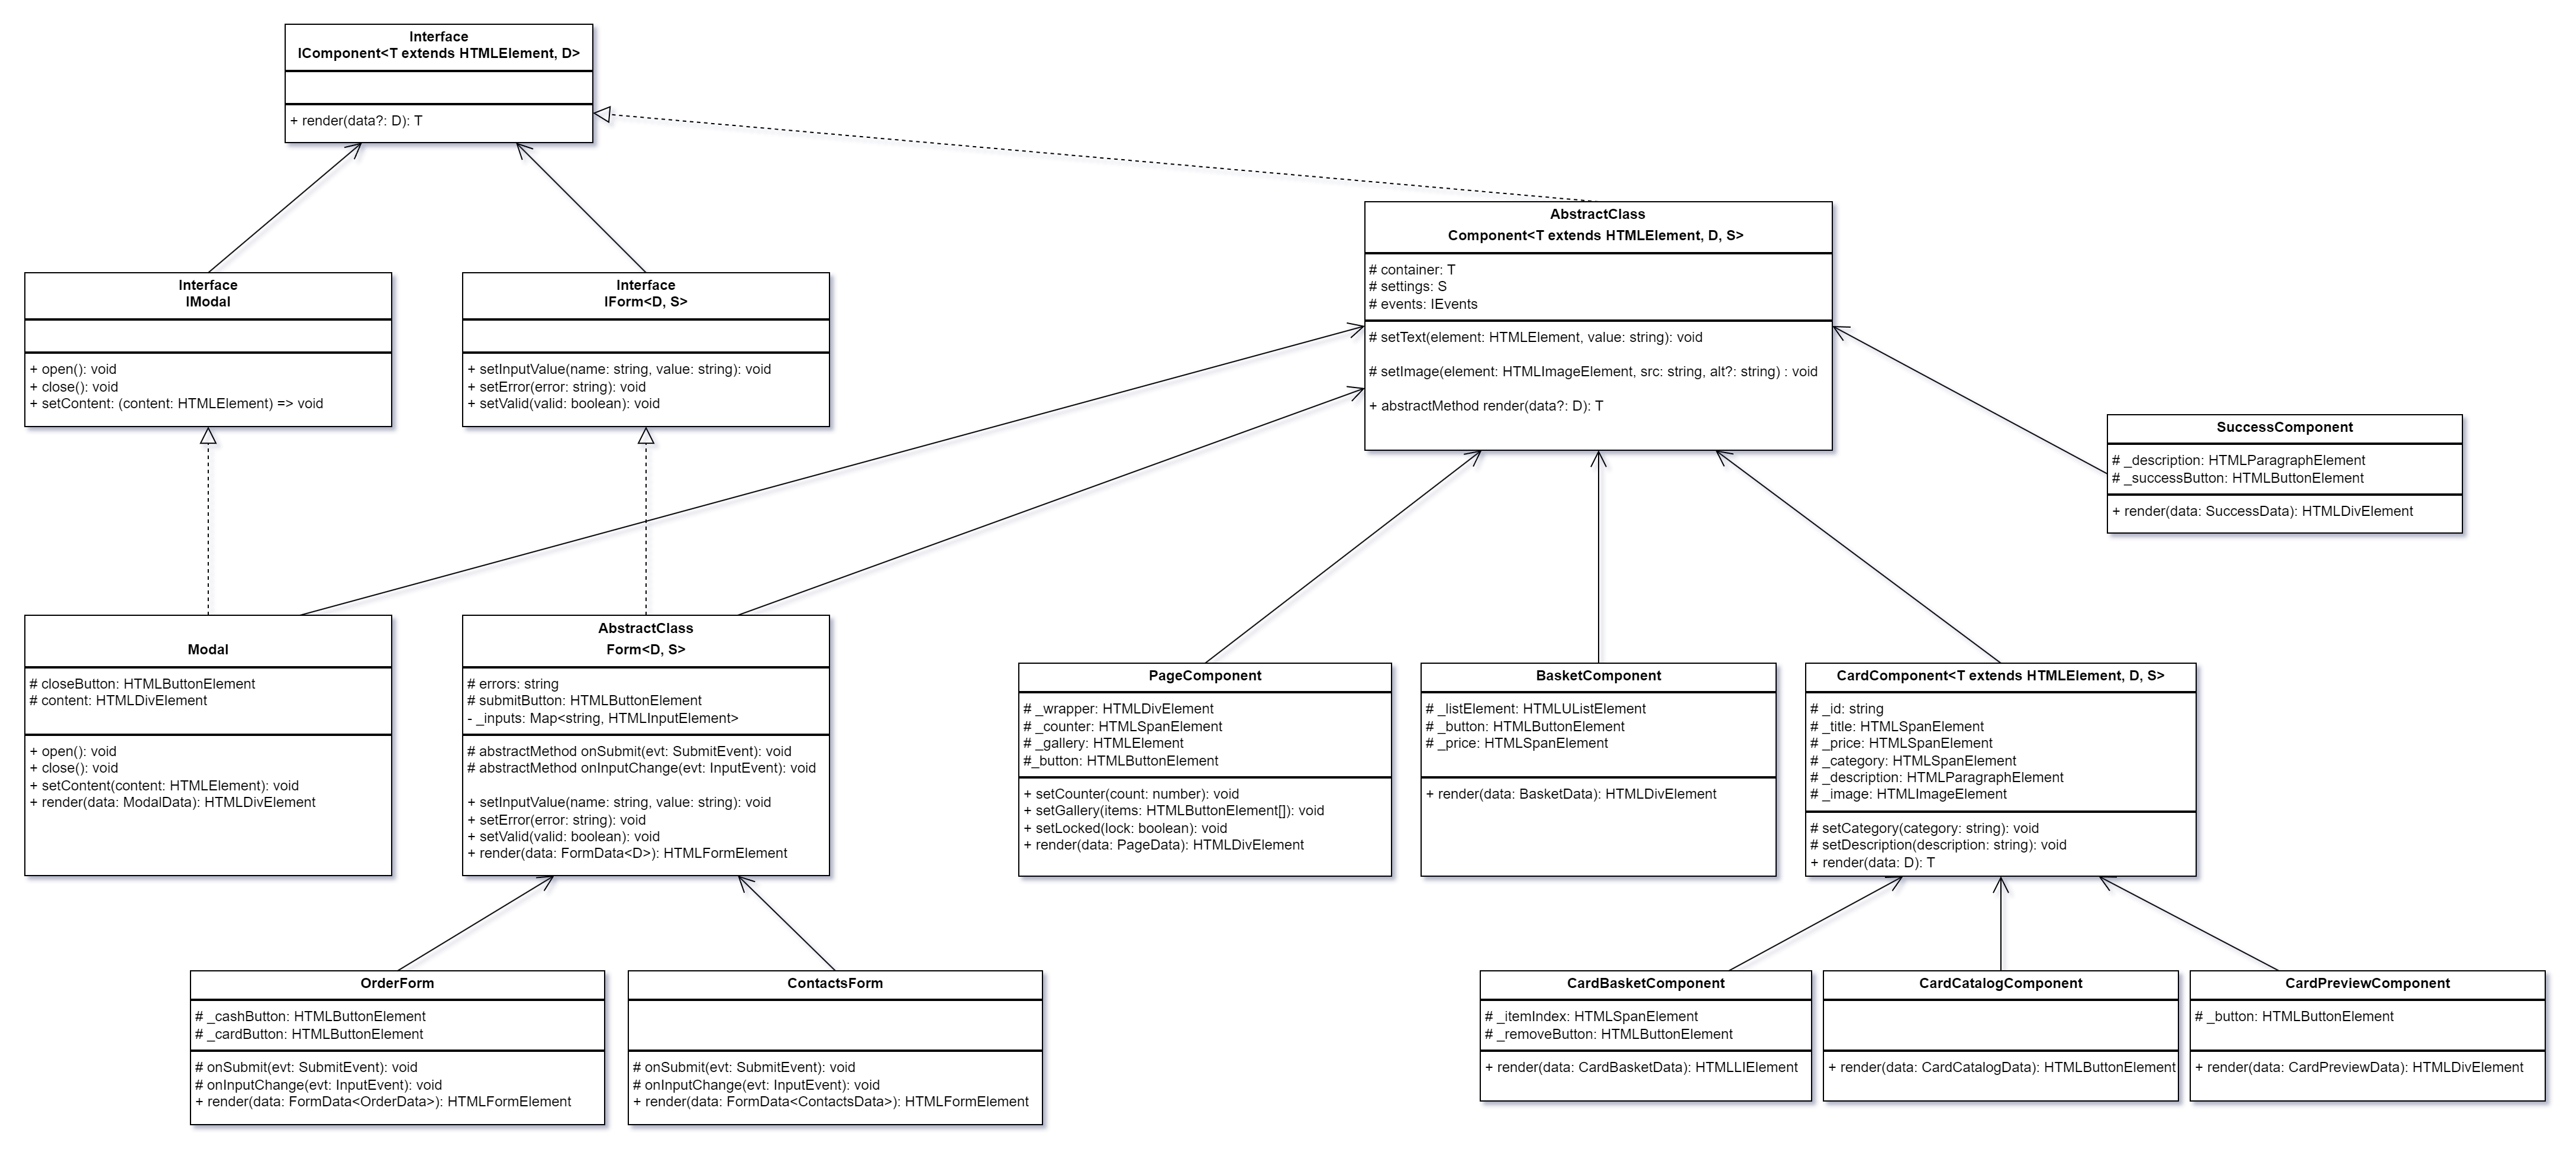 Interface
IComponent<T extends HTMLElement, D>
+ render(data?: D): T
AbstractClass
Component<T extends HTMLElement, D, S>
# container: T
# settings: S
# events: IEvents
# setText(element: HTMLElement, value: string): void
# setImage(element: HTMLImageElement, src: string, alt?: string) : void
+ abstractMethod render(data?: D): T
Interface
IModal
+ open(): void
+ close(): void
+ setContent: (content: HTMLElement) => void
Interface
IForm<D, S>
+ setInputValue(name: string, value: string): void
+ setError(error: string): void
+ setValid(valid: boolean): void
SuccessComponent
# _description: HTMLParagraphElement
# _successButton: HTMLButtonElement
+ render(data: SuccessData): HTMLDivElement
Modal
# closeButton: HTMLButtonElement
# content: HTMLDivElement
+ open(): void
+ close(): void
+ setContent(content: HTMLElement): void
+ render(data: ModalData): HTMLDivElement
AbstractClass
Form<D, S>
# errors: string
# submitButton: HTMLButtonElement
- _inputs: Map<string, HTMLInputElement>
# abstractMethod onSubmit(evt: SubmitEvent): void
# abstractMethod onInputChange(evt: InputEvent): void
+ setInputValue(name: string, value: string): void
+ setError(error: string): void
+ setValid(valid: boolean): void
+ render(data: FormData<D>): HTMLFormElement
PageComponent
# _wrapper: HTMLDivElement
# _counter: HTMLSpanElement
# _gallery: HTMLElement
#_button: HTMLButtonElement
+ setCounter(count: number): void
+ setGallery(items: HTMLButtonElement[]): void
+ setLocked(lock: boolean): void
+ render(data: PageData): HTMLDivElement
BasketComponent
# _listElement: HTMLUListElement
# _button: HTMLButtonElement
# _price: HTMLSpanElement
+ render(data: BasketData): HTMLDivElement
CardComponent<T extends HTMLElement, D, S>
# _id: string
# _title: HTMLSpanElement
# _price: HTMLSpanElement
# _category: HTMLSpanElement
# _description: HTMLParagraphElement
# _image: HTMLImageElement
# setCategory(category: string): void
# setDescription(description: string): void
+ render(data: D): T
OrderForm
# _cashButton: HTMLButtonElement
# _cardButton: HTMLButtonElement
# onSubmit(evt: SubmitEvent): void
# onInputChange(evt: InputEvent): void
+ render(data: FormData<OrderData>): HTMLFormElement
ContactsForm
# onSubmit(evt: SubmitEvent): void
# onInputChange(evt: InputEvent): void
+ render(data: FormData<ContactsData>): HTMLFormElement
CardBasketComponent
# _itemIndex: HTMLSpanElement
# _removeButton: HTMLButtonElement
+ render(data: CardBasketData): HTMLLIElement
CardCatalogComponent
+ render(data: CardCatalogData): HTMLButtonElement
CardPreviewComponent
# _button: HTMLButtonElement
+ render(data: CardPreviewData): HTMLDivElement